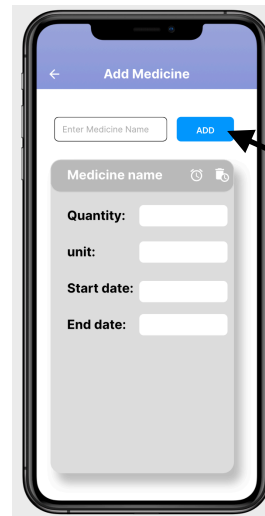 Add Medicine
Enter Medicine Name
ADD
Medicine name
Quantity:
unit:
Start date:
End date: